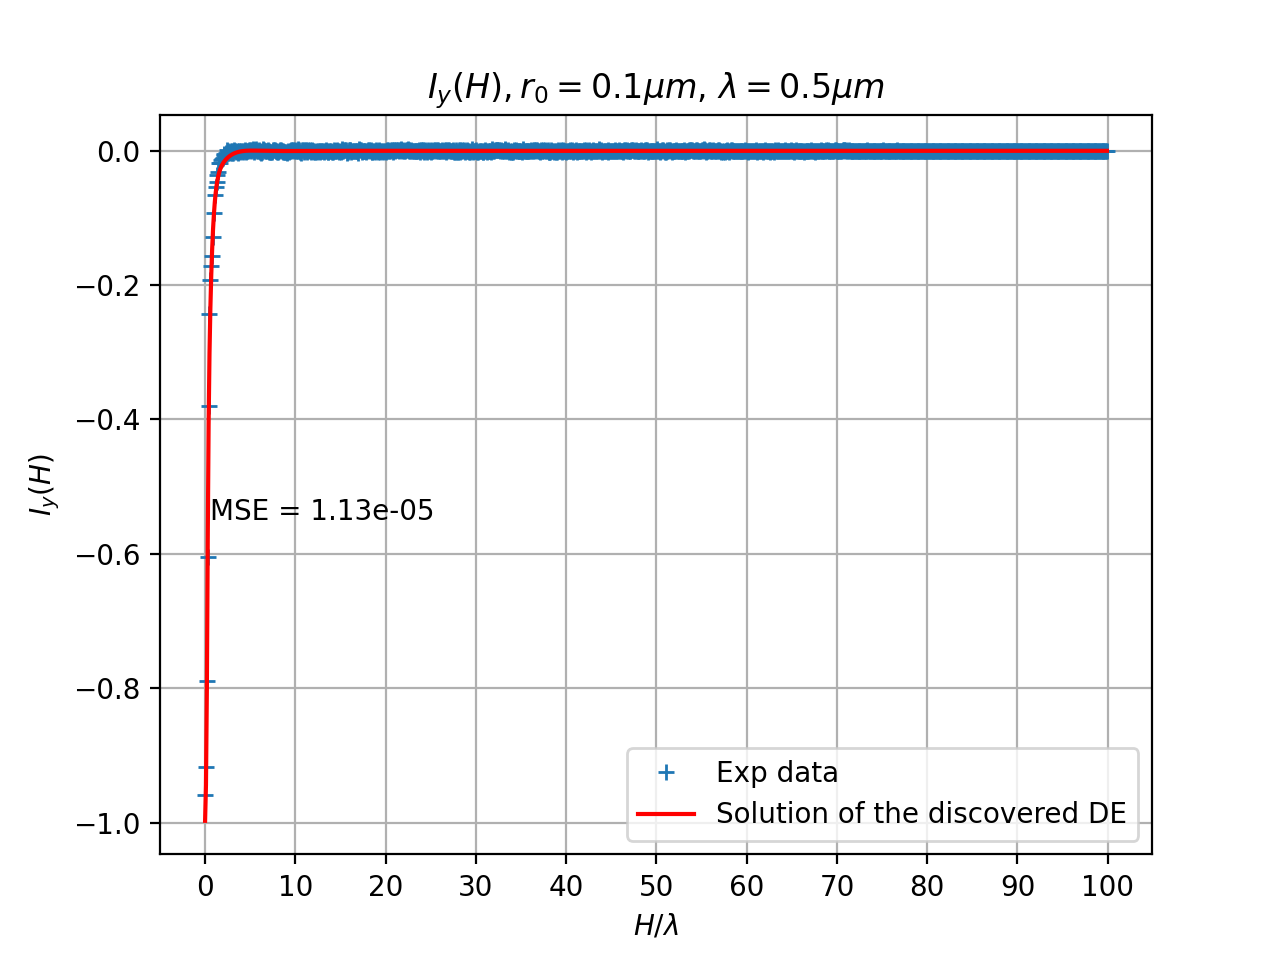 I_y(H), r_0 = 0.1μm, λ = 0.5μm
0.0
−0.2
−0.4
−0.6
−0.8
−1.0
I_y(H)
MSE = 1.13e-05
Exp data
Solution of the discovered DE
0 10 20 30 40 50 60 70 80 90 100
H/λ